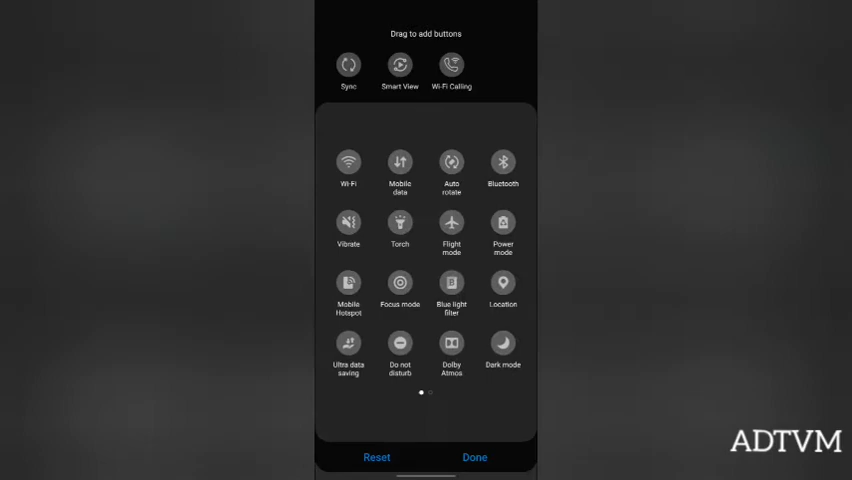 Drag to add buttons
Sync Smart View Wi-Fi Calling
Wi-Fi Mobile data Auto rotate Bluetooth
Vibrate Torch Flight mode Power mode
Mobile Hotspot Focus mode Blue light filter Location
Ultra data saving Do not disturb Dolby Atmos Dark mode
Reset Done
ADTVM